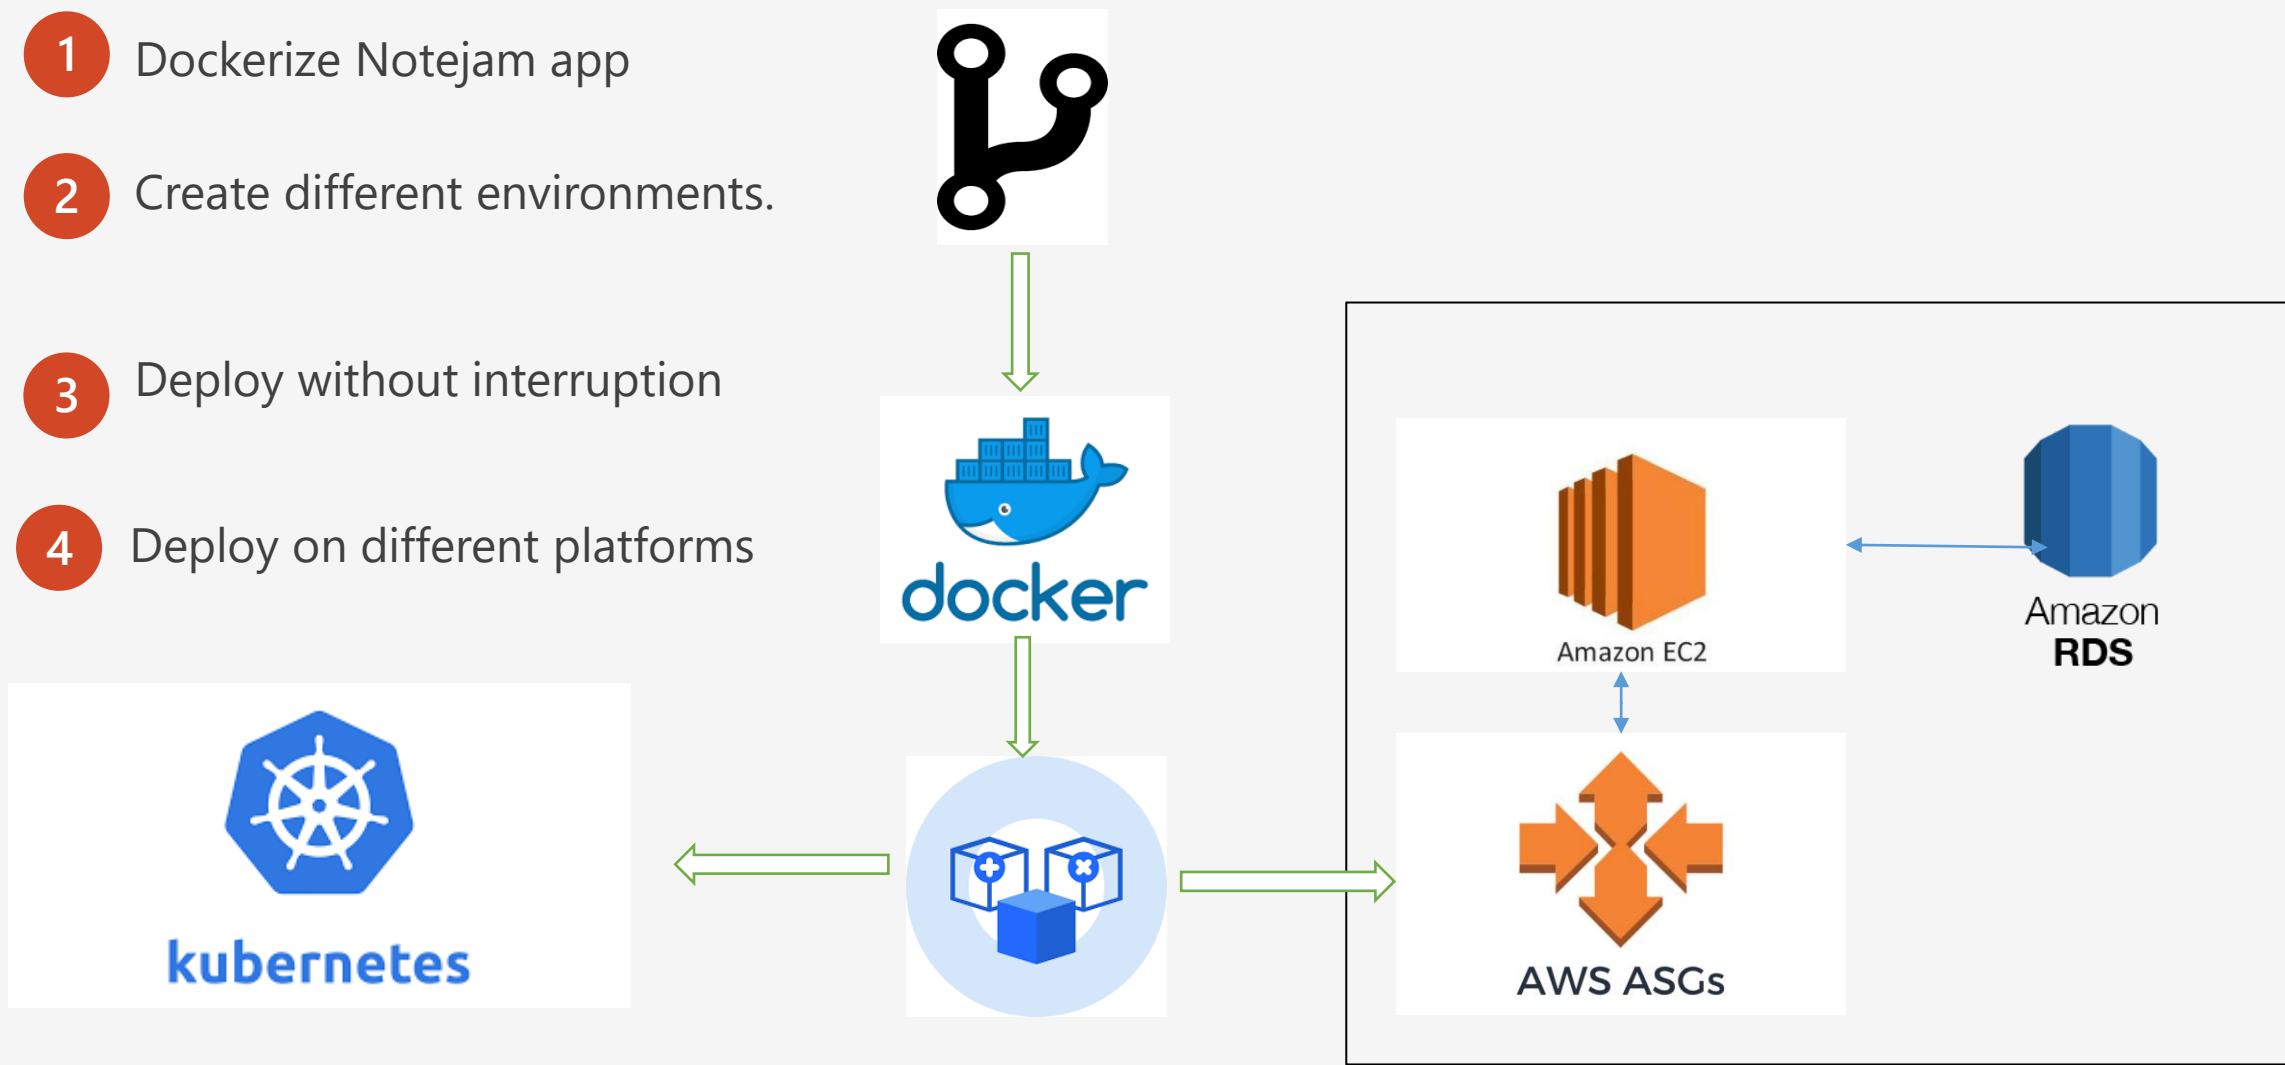 1 Dockerize Notejam app
2 Create different environments.
3 Deploy without interruption
4 Deploy on different platforms
docker
kubernetes
Amazon EC2
Amazon
RDS
AWS ASGs